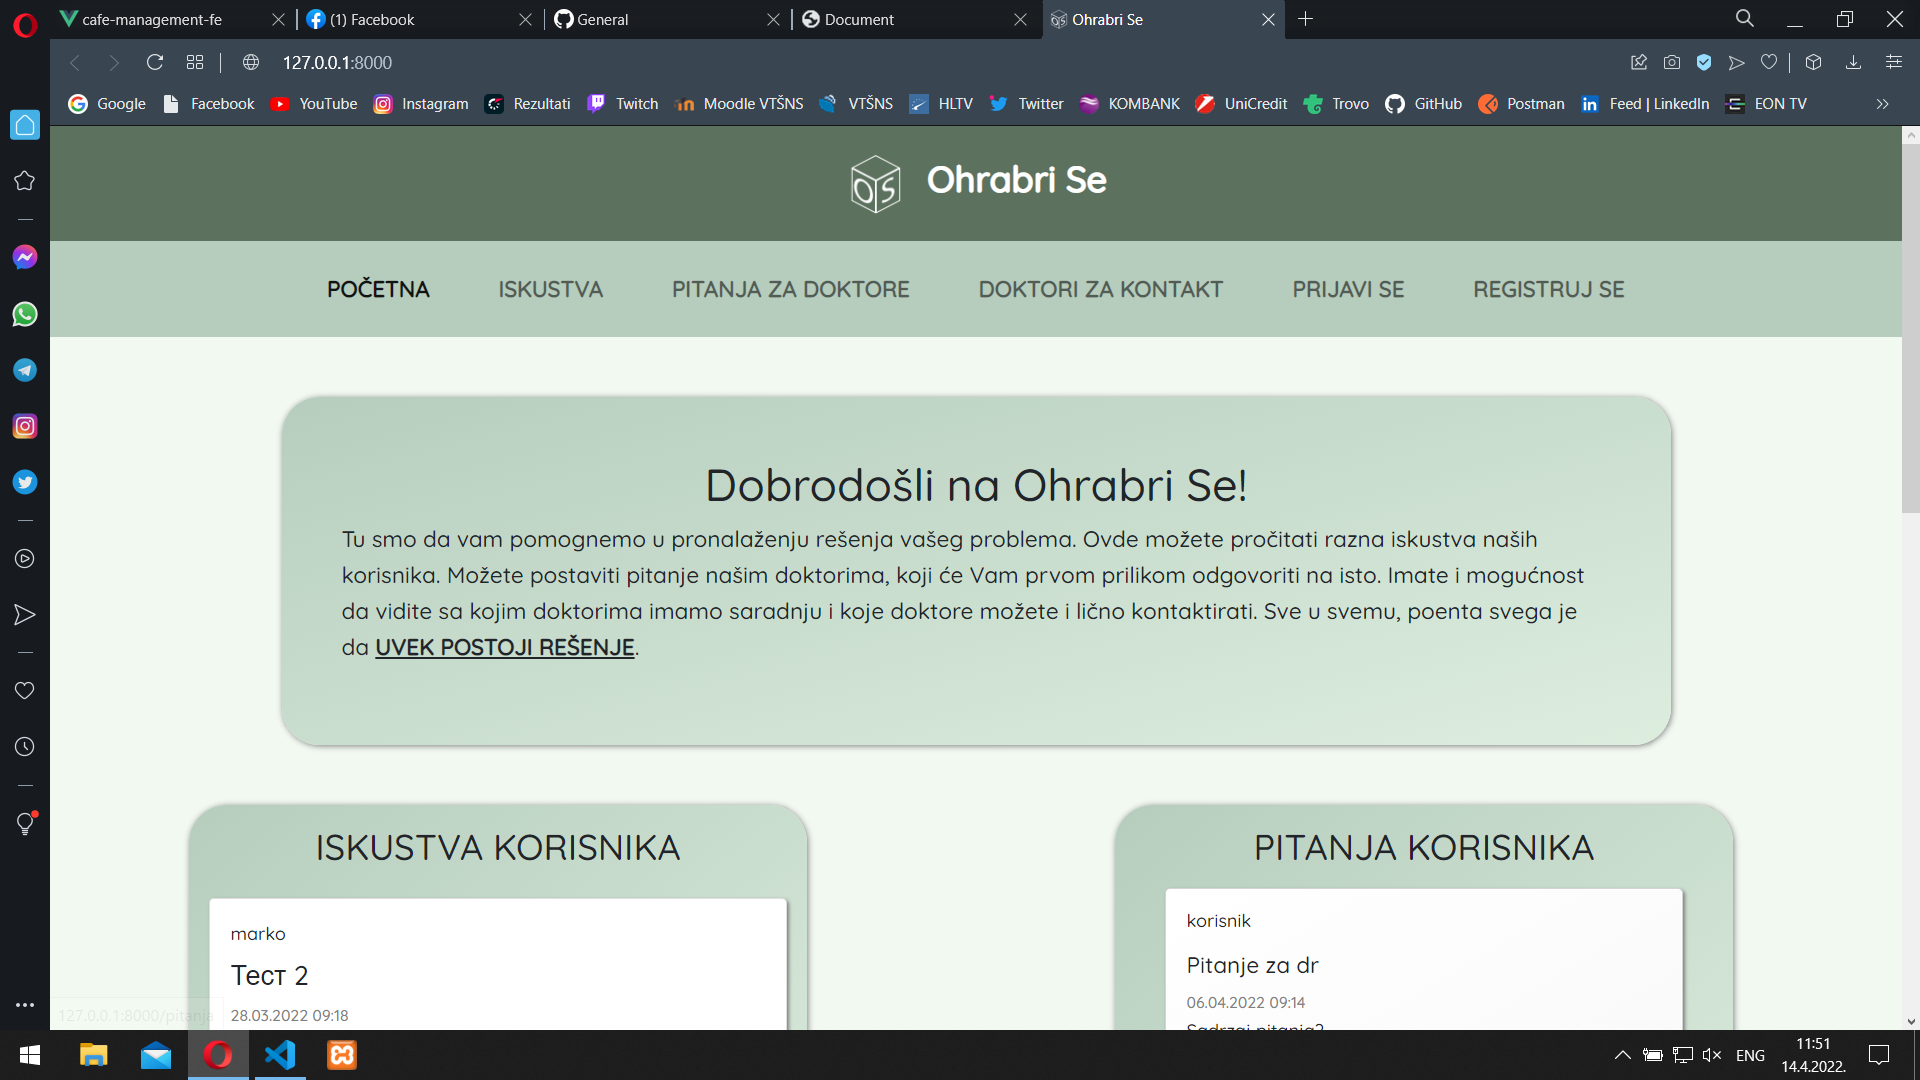 cafe-management-fe
(1) Facebook
General
Document
Ohrabri Se
127.0.0.1:8000
Google
Facebook
YouTube
Instagram
Rezultati
Twitch
Moodle VTŠNS
VTŠNS
HLTV
Twitter
KOMBANK
UniCredit
Trovo
GitHub
Postman
Feed | LinkedIn
EON TV
OS
Ohrabri Se
POČETNA
ISKUSTVA
PITANJA ZA DOKTORE
DOKTORI ZA KONTAKT
PRIJAVI SE
REGISTRUJ SE
Dobrodošli na Ohrabri Se!
Tu smo da vam pomognemo u pronalaženju rešenja vašeg problema. Ovde možete pročitati razna iskustva naših
korisnika. Možete postaviti pitanje našim doktorima, koji će Vam prvom prilikom odgovoriti na isto. Imate i mogućnost
da vidite sa kojim doktorima imamo saradnju i koje doktore možete i lično kontaktirati. Sve u svemu, poenta svega je
da UVEK POSTOJI REŠENJE.
ISKUSTVA KORISNIKA
marko
Тест 2
28.03.2022 09:18
PITANJA KORISNIKA
korisnik
Pitanje za dr
06.04.2022 09:14
Sadrzaj pitanja?
127.0.0.1:8000/pitanja
ENG
11:51
14.4.2022.